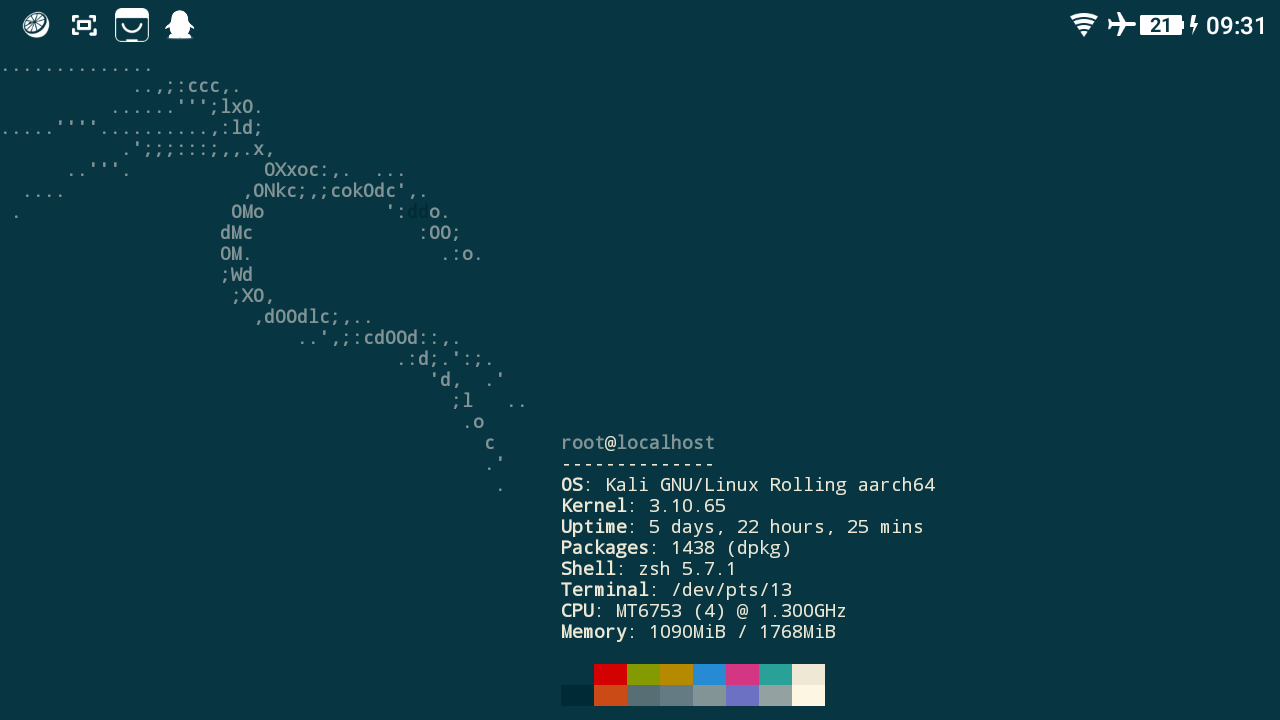 21 09:31
..............
            ..,;:ccc,.
          ......''';lxO.
.....''''..........,:ld;
           .';;;:::;,,.x,
      ..'''.            OXxoc:,.  ...
  ....                ,ONkc;,;cokOdc',.
 .                   OMo           ':ddo.
                    dMc               :OO;
                    OM.                 .:o.
                    ;Wd
                     ;XO,
                       ,dOOdlc;,..
                           ..',;:cdOOd::,.
                                    .:d;.':;.
                                       'd,  .'
                                         ;l   ..
                                          .o
                                            c      root@localhost
                                            .'     --------------
                                             .     OS: Kali GNU/Linux Rolling aarch64
Kernel: 3.10.65
Uptime: 5 days, 22 hours, 25 mins
Packages: 1438 (dpkg)
Shell: zsh 5.7.1
Terminal: /dev/pts/13
CPU: MT6753 (4) @ 1.300GHz
Memory: 1090MiB / 1768MiB